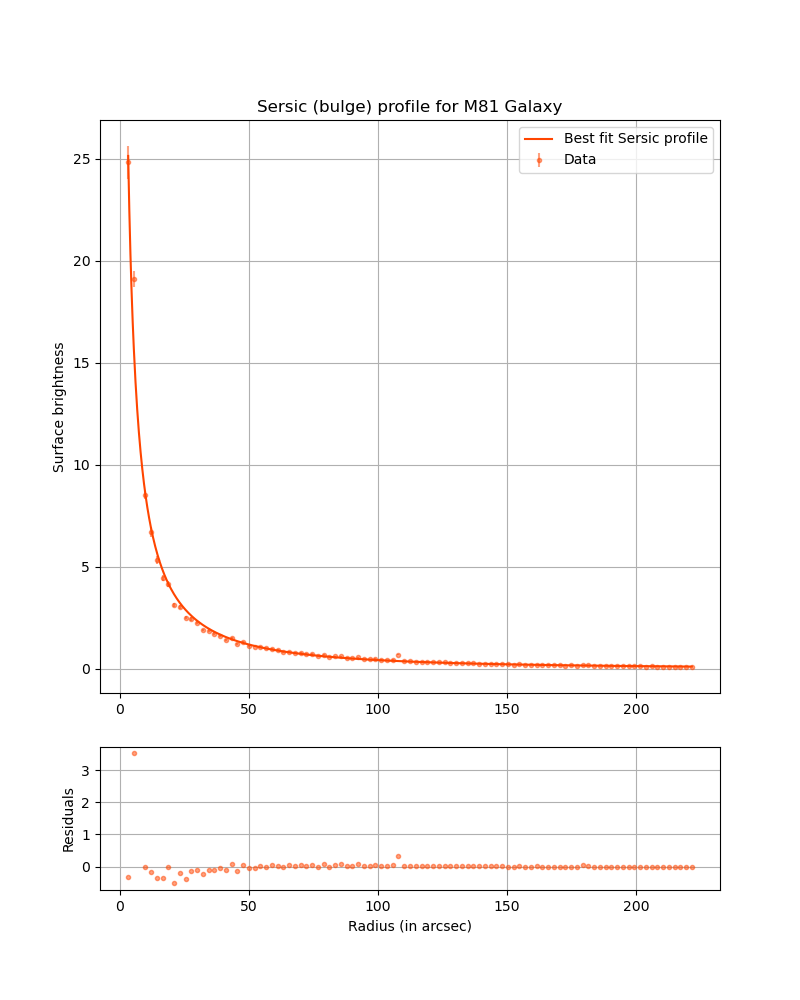 Sersic (bulge) profile for M81 Galaxy
Best fit Sersic profile
Data
Surface brightness
25
20
15
10
5
0
0 50 100 150 200
Residuals
3
2
1
0
0 50 100 150 200
Radius (in arcsec)